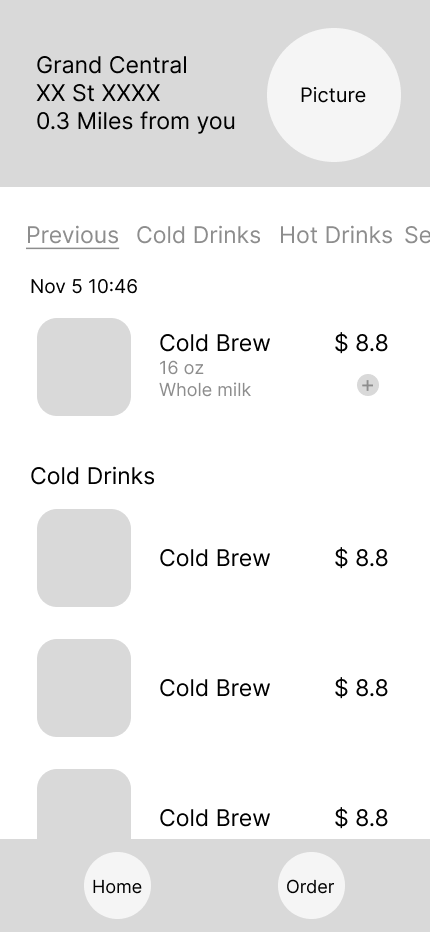 Grand Central
XX St XXXX
0.3 Miles from you
Picture
Previous Cold Drinks Hot Drinks Se
Nov 5 10:46
Cold Brew $ 8.8
16 oz
Whole milk
+
Cold Drinks
Cold Brew $ 8.8
Cold Brew $ 8.8
Cold Brew $ 8.8
Home Order